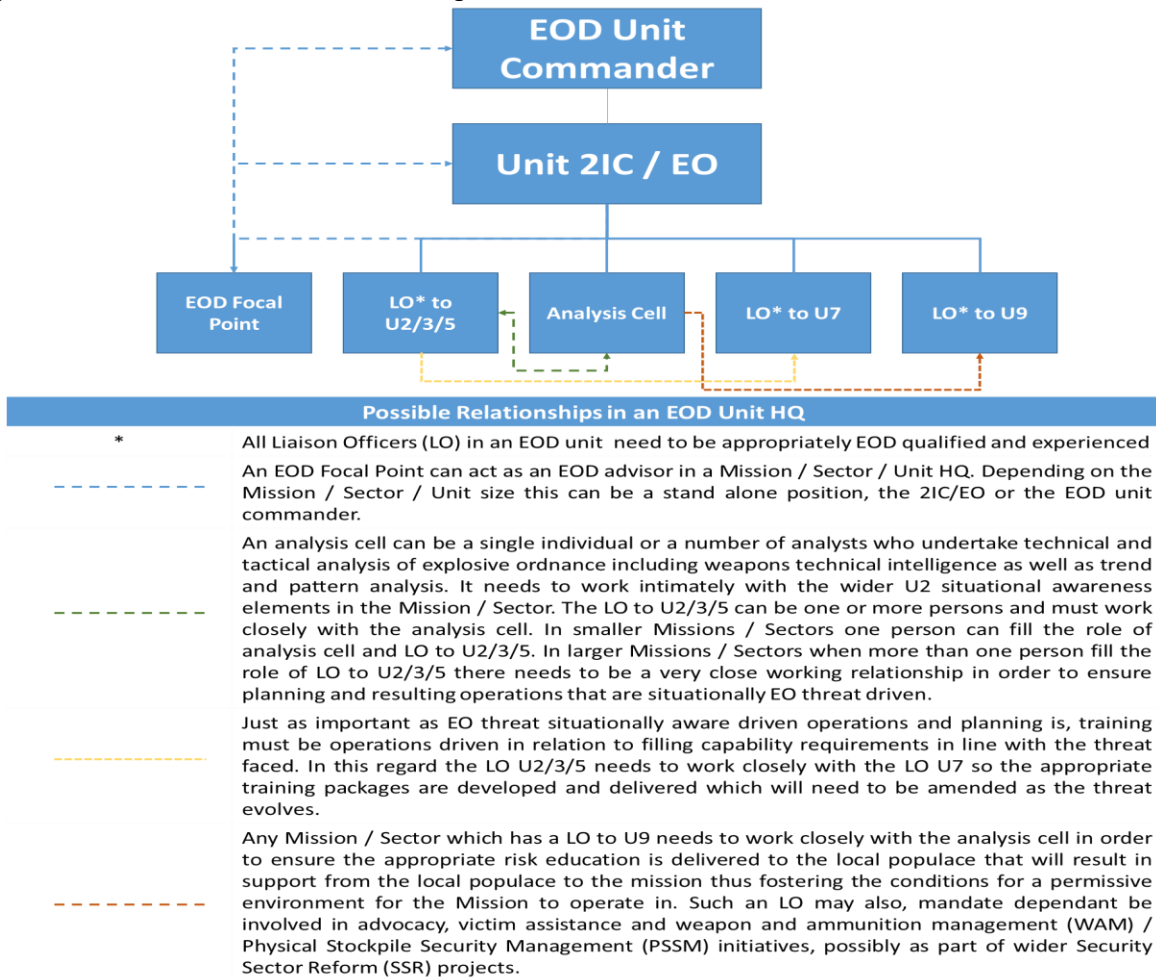 EOD Unit
Commander
Unit 2IC / EO
EOD Focal
Point
LO* to
U2/3/5
Analysis Cell
LO* to U7
LO* to U9
Possible Relationships in an EOD Unit HQ
* All Liaison Officers (LO) in an EOD unit need to be appropriately EOD qualified and experienced
An EOD Focal Point can act as an EOD advisor in a Mission / Sector / Unit HQ. Depending on the
Mission / Sector / Unit size this can be a stand alone position, the 2IC/EO or the EOD unit
commander.
An analysis cell can be a single individual or a number of analysts who undertake technical and
tactical analysis of explosive ordnance including weapons technical intelligence as well as trend
and pattern analysis. It needs to work intimately with the wider U2 situational awareness
elements in the Mission / Sector. The LO to U2/3/5 can be one or more persons and must work
closely with the analysis cell. In smaller Missions / Sectors one person can fill the role of
analysis cell and LO to U2/3/5. In larger Missions / Sectors when more than one person fill the
role of LO to U2/3/5 there needs to be a very close working relationship in order to ensure
planning and resulting operations that are situationally EO threat driven.
Just as important as EO threat situationally aware driven operations and planning is, training
must be operations driven in relation to filling capability requirements in line with the threat
faced. In this regard the LO U2/3/5 needs to work closely with the LO U7 so the appropriate
training packages are developed and delivered which will need to be amended as the threat
evolves.
Any Mission / Sector which has a LO to U9 needs to work closely with the analysis cell in order
to ensure the appropriate risk education is delivered to the local populace that will result in
support from the local populace to the mission thus fostering the conditions for a permissive
environment for the Mission to operate in. Such an LO may also, mandate dependant be
involved in advocacy, victim assistance and weapon and ammunition management (WAM) /
Physical Stockpile Security Management (PSSM) initiatives, possibly as part of wider Security
Sector Reform (SSR) projects.